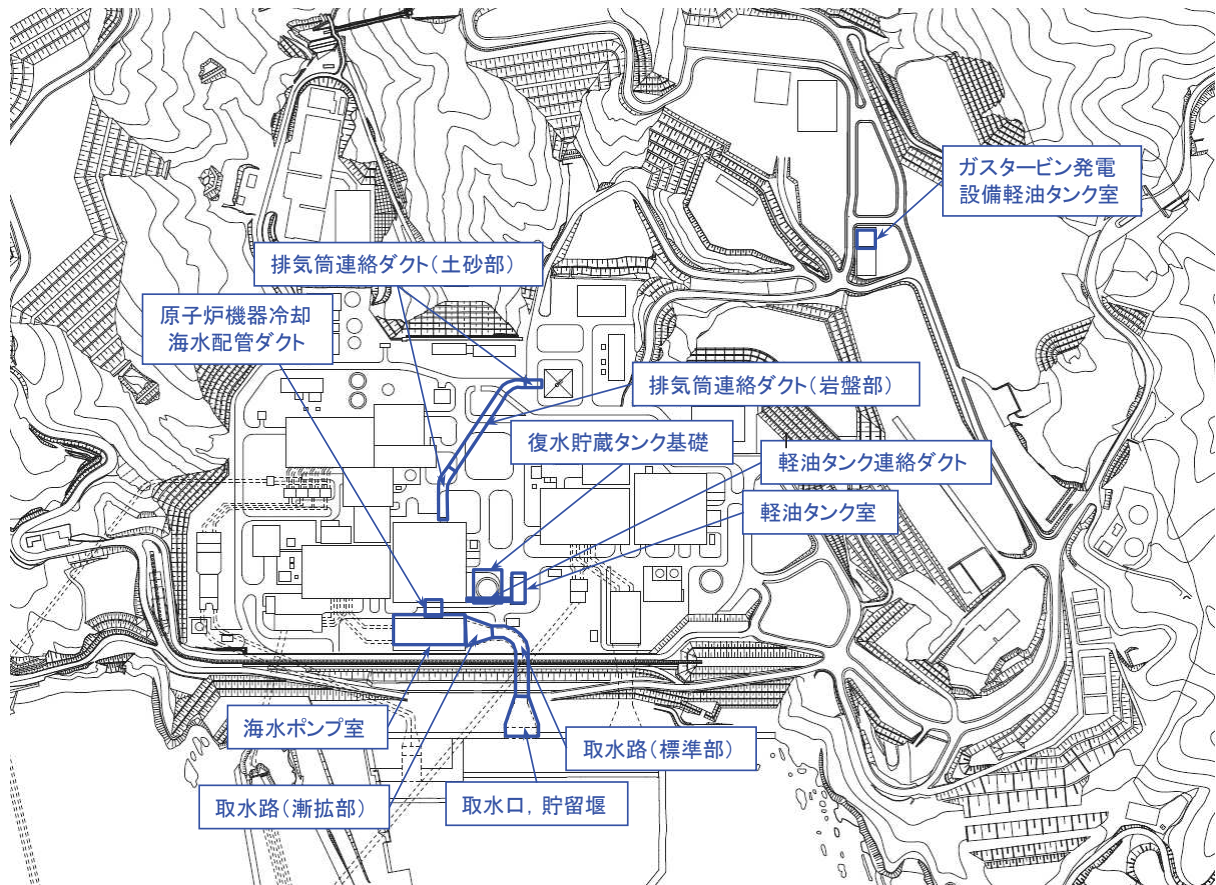 ガスタービン発電
設備軽油タンク室
排気筒連絡ダクト（土砂部）
原子炉機器冷却
海水配管ダクト
排気筒連絡ダクト（岩盤部）
復水貯蔵タンク基礎
軽油タンク連絡ダクト
軽油タンク室
海水ポンプ室
取水路（標準部）
取水路（漸拡部）
取水口，貯留堰